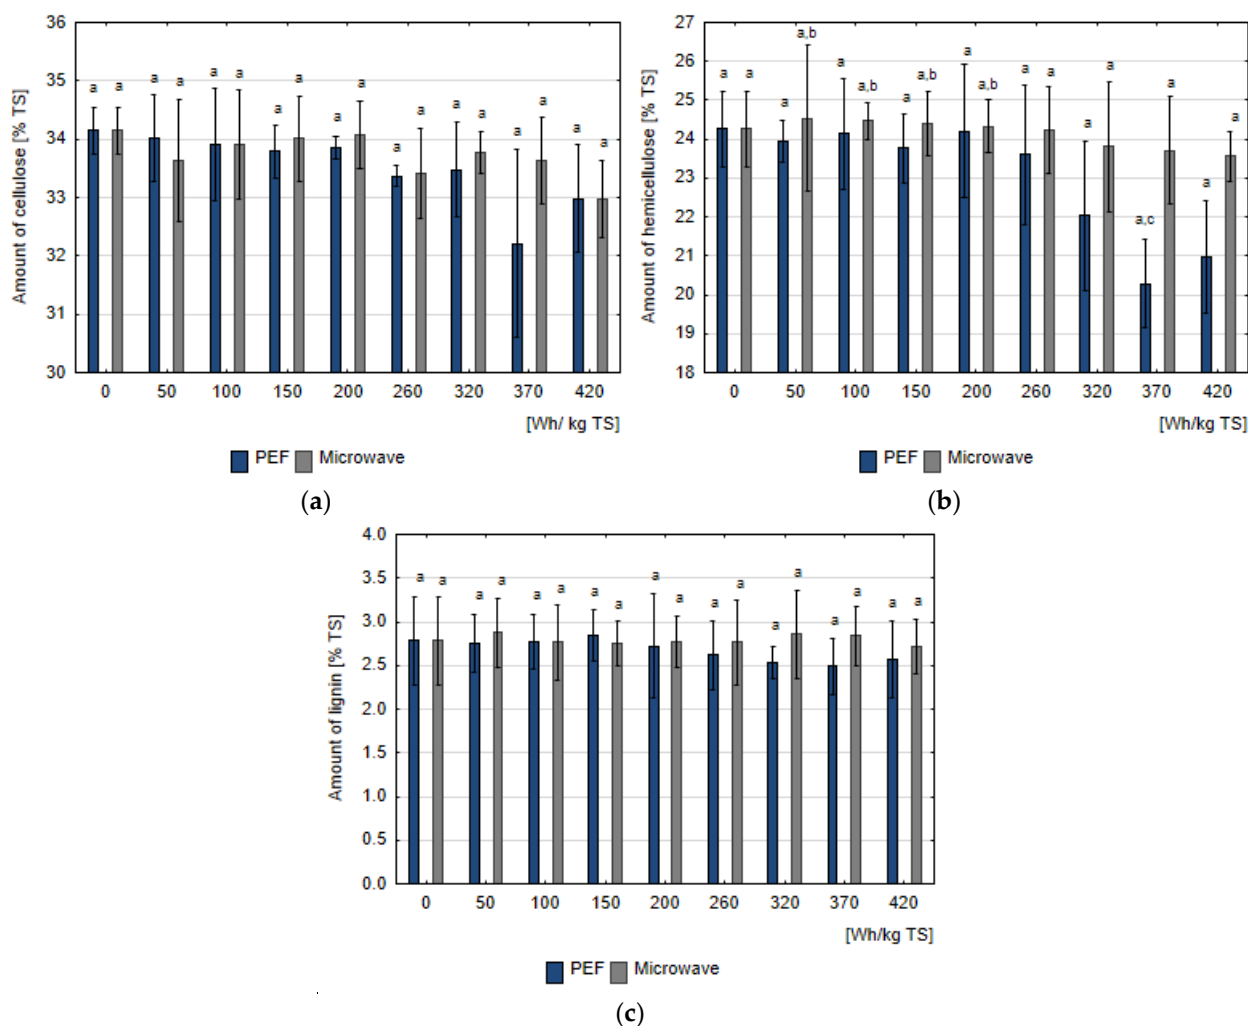 36
35
34
33
32
31
30
Amount of cellulose [% TS]
a a a a a a a a a a a a a a a a a a
0 50 100 150 200 260 320 370 420
[Wh/ kg TS]
PEF Microwave
(a)
27
26
25
24
23
22
21
20
19
18
Amount of hemicellulose [% TS]
a a a a,b a a,b a a,b a a,b a a a a a,c a a a
0 50 100 150 200 260 320 370 420
[Wh/kg TS]
PEF Microwave
(b)
4.0
3.5
3.0
2.5
2.0
1.5
1.0
0.5
0.0
Amount of lignin [% TS]
a a a a a a a a a a a a a a a a a a
0 50 100 150 200 260 320 370 420
[Wh/kg TS]
PEF Microwave
(c)